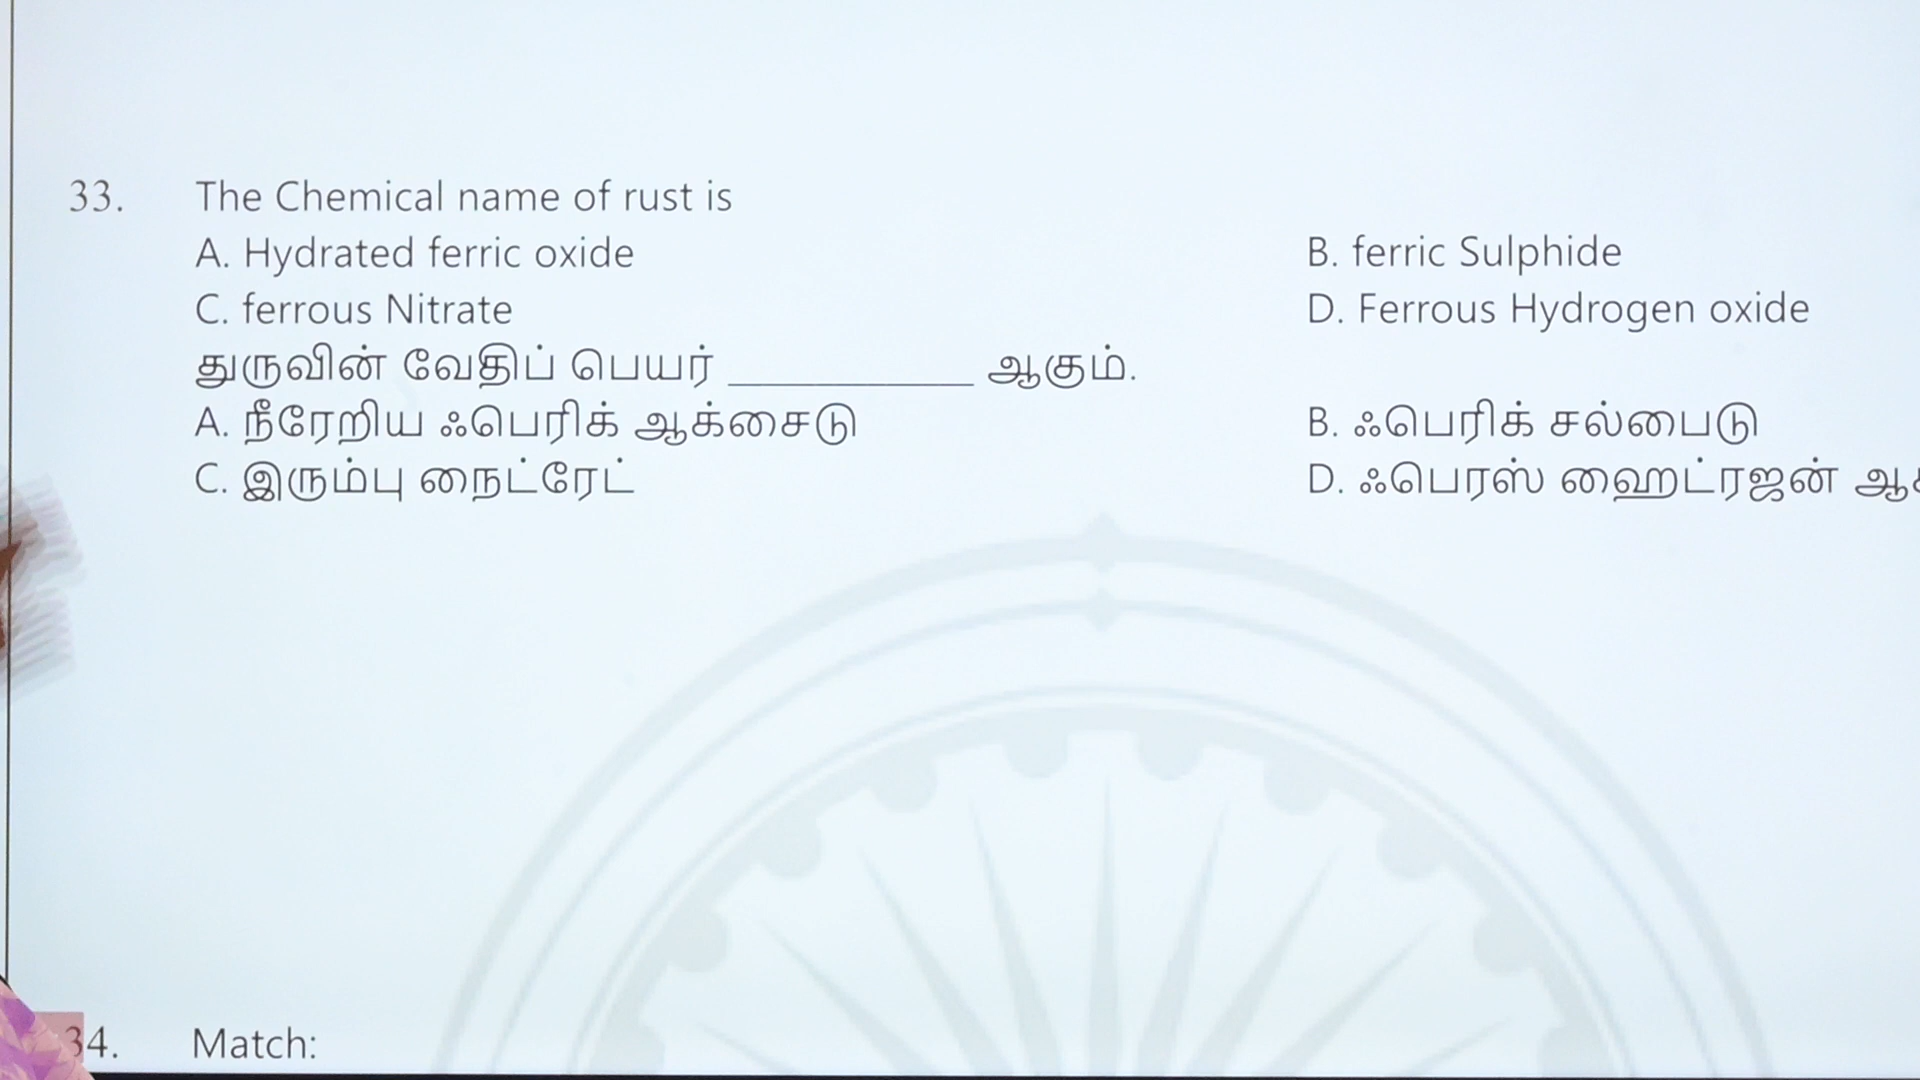 33. The Chemical name of rust is
A. Hydrated ferric oxide B. ferric Sulphide
C. ferrous Nitrate D. Ferrous Hydrogen oxide
துருவின் வேதிப் பெயர் ____________ ஆகும்.
A. நீரேறிய ஃபெரிக் ஆக்சைடு B. ஃபெரிக் சல்பைடு
C. இரும்பு நைட்ரேட் D. ஃபெரஸ் ஹைட்ரஜன்
34. Match: